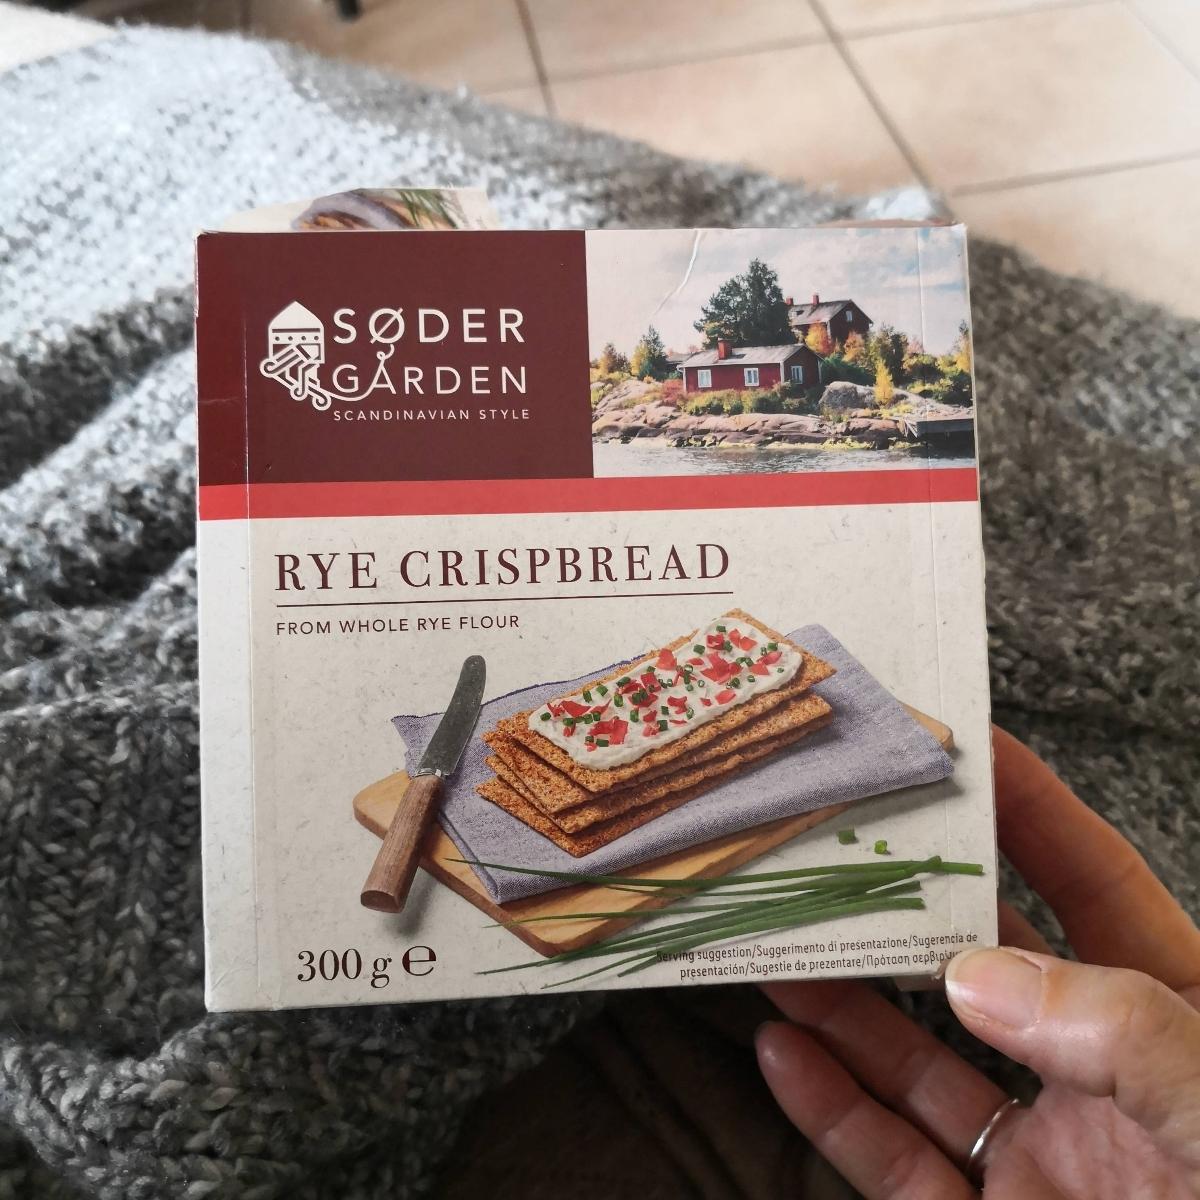 SØDER
GÅRDEN
SCANDINAVIAN STYLE
RYE CRISPBREAD
FROM WHOLE RYE FLOUR
300 g ℮
Serving suggestion/Suggerimento di presentazione/Sugerencia de
presentación/Sugestie de prezentare/Πρόταση